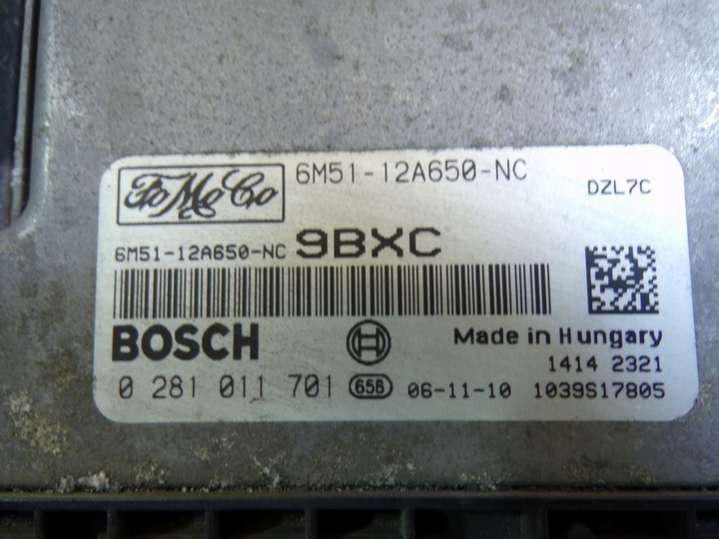 FoMoCo 6M51-12A650-NC
DZL7C
6M51-12A650-NC 9BXC
BOSCH
Made in Hungary
1414 2321
0 281 011 701 65B 06-11-10 1039S17805